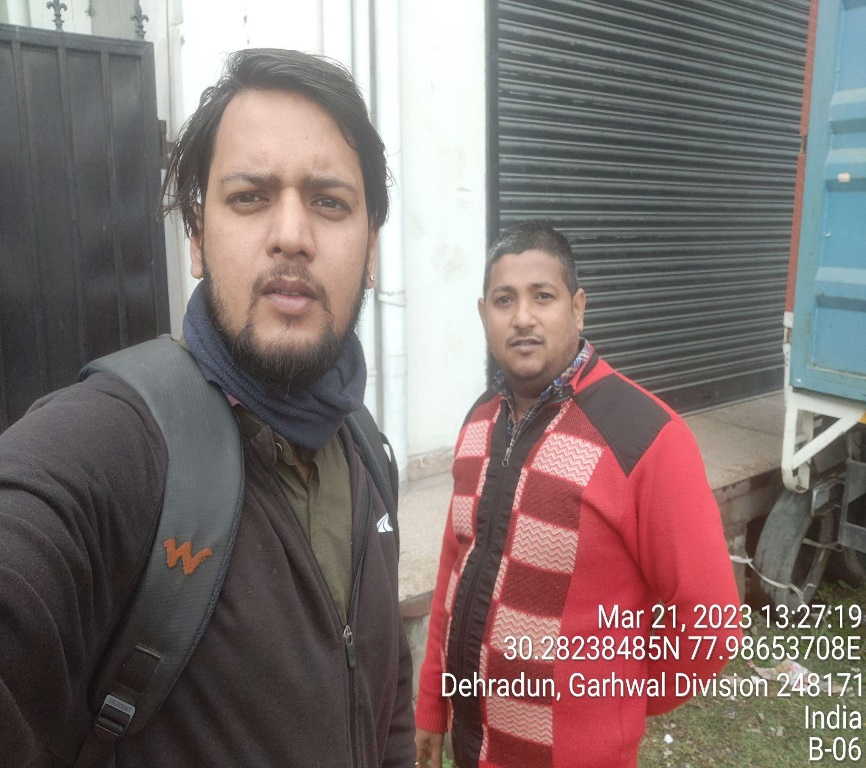 W
Mar 21, 2023 13:27:19
30.28238485N 77.98653708E
Dehradun, Garhwal Division 248171
India
B-06